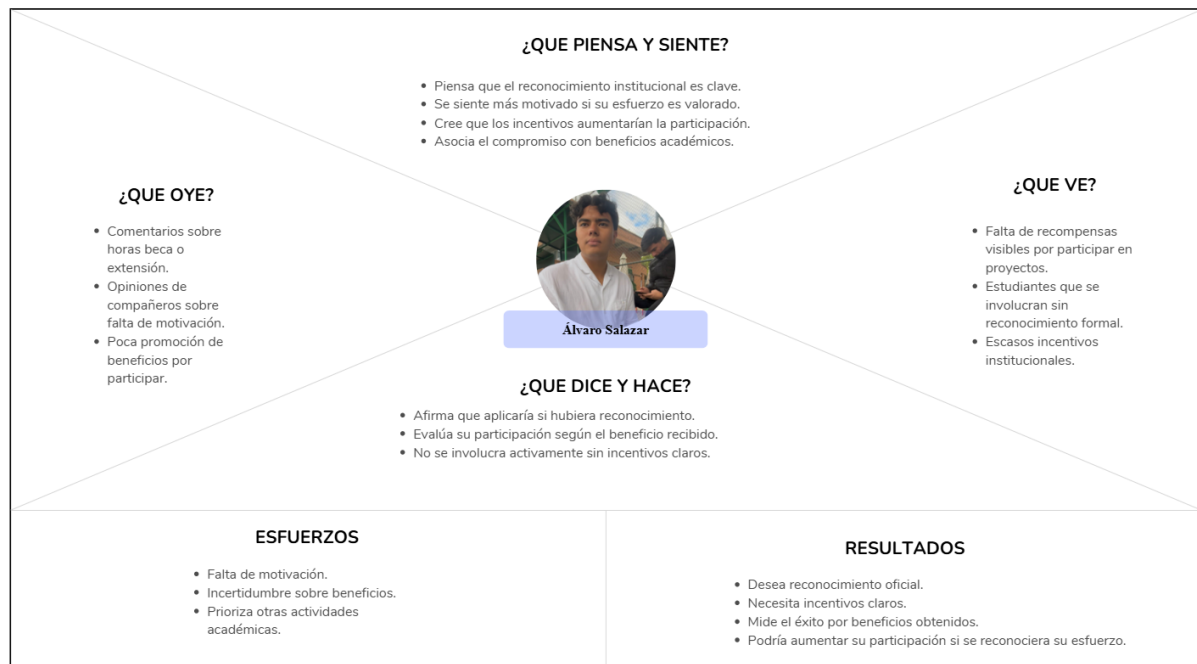 ¿QUE PIENSA Y SIENTE?
• Piensa que el reconocimiento institucional es clave.
• Se siente más motivado si su esfuerzo es valorado.
• Cree que los incentivos aumentarían la participación.
• Asocia el compromiso con beneficios académicos.
¿QUE OYE?
• Comentarios sobre
horas beca o
extensión.
• Opiniones de
compañeros sobre
falta de motivación.
• Poca promoción de
beneficios por
participar.
¿QUE VE?
• Falta de recompensas
visibles por participar en
proyectos.
• Estudiantes que se
involucran sin
reconocimiento formal.
• Escasos incentivos
institucionales.
Álvaro Salazar
¿QUE DICE Y HACE?
• Afirma que aplicaría si hubiera reconocimiento.
• Evalúa su participación según el beneficio recibido.
• No se involucra activamente sin incentivos claros.
ESFUERZOS
• Falta de motivación.
• Incertidumbre sobre beneficios.
• Prioriza otras actividades
académicas.
RESULTADOS
• Desea reconocimiento oficial.
• Necesita incentivos claros.
• Mide el éxito por beneficios obtenidos.
• Podría aumentar su participación si se reconociera su esfuerzo.